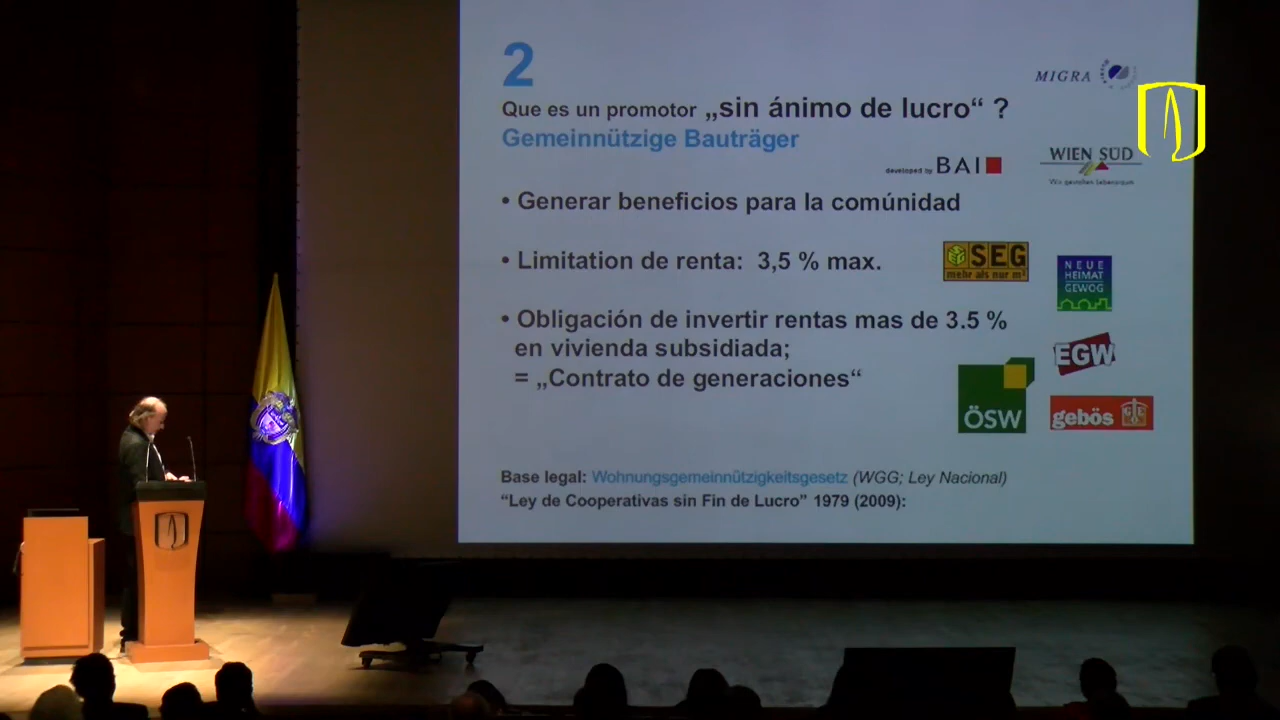 2
MIGRA
Que es un promotor „sin ánimo de lucro“ ?
Gemeinnützige Bauträger
developed by BAI
WIEN SÜD
Wir gestalten Lebensraum
• Generar beneficios para la comúnidad
• Limitation de renta: 3,5 % max.
SEG
mehr als nur m²
NEUE
HEIMAT
GEWOG
• Obligación de invertir rentas mas de 3.5 %
en vivienda subsidiada;
= „Contrato de generaciones“
EGW
ÖSW
gebös
Base legal: Wohnungsgemeinnützigkeitsgesetz (WGG; Ley Nacional)
“Ley de Cooperativas sin Fin de Lucro” 1979 (2009):